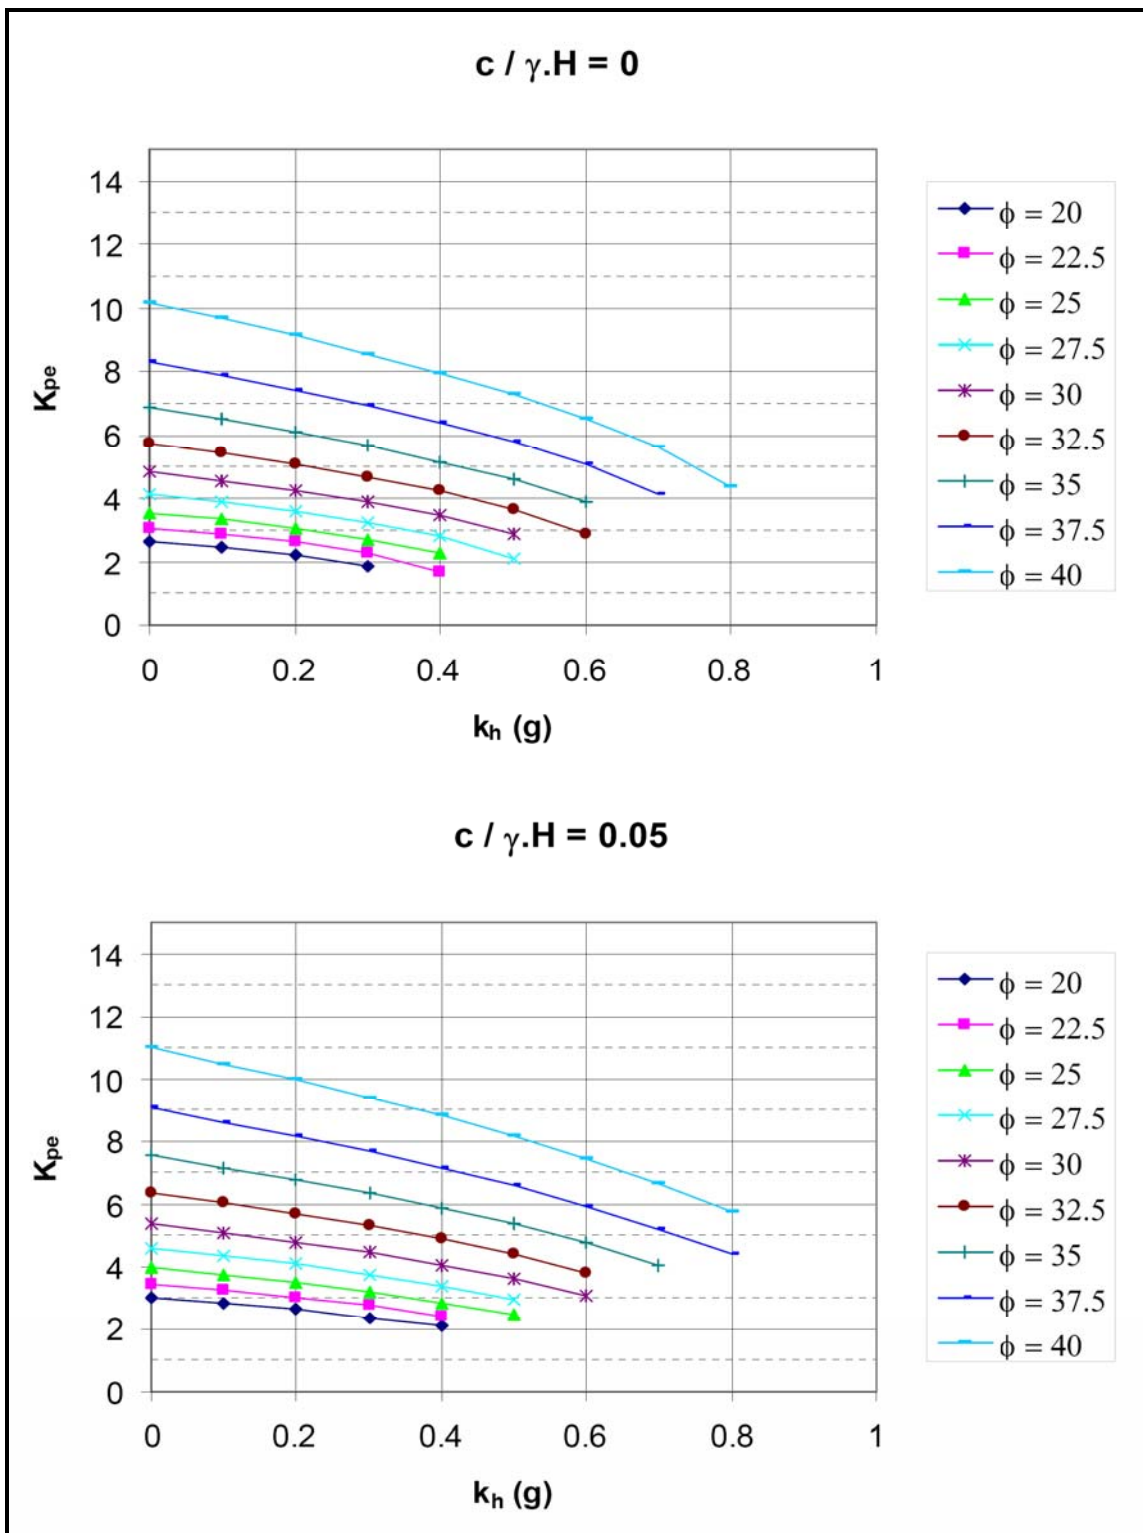 c / γ.H = 0
14
12
10
8
6
4
2
0
Kpe
0 0.2 0.4 0.6 0.8 1
kh (g)
ϕ = 20
ϕ = 22.5
ϕ = 25
ϕ = 27.5
ϕ = 30
ϕ = 32.5
ϕ = 35
ϕ = 37.5
ϕ = 40
c / γ.H = 0.05
14
12
10
8
6
4
2
0
Kpe
0 0.2 0.4 0.6 0.8 1
kh (g)
ϕ = 20
ϕ = 22.5
ϕ = 25
ϕ = 27.5
ϕ = 30
ϕ = 32.5
ϕ = 35
ϕ = 37.5
ϕ = 40